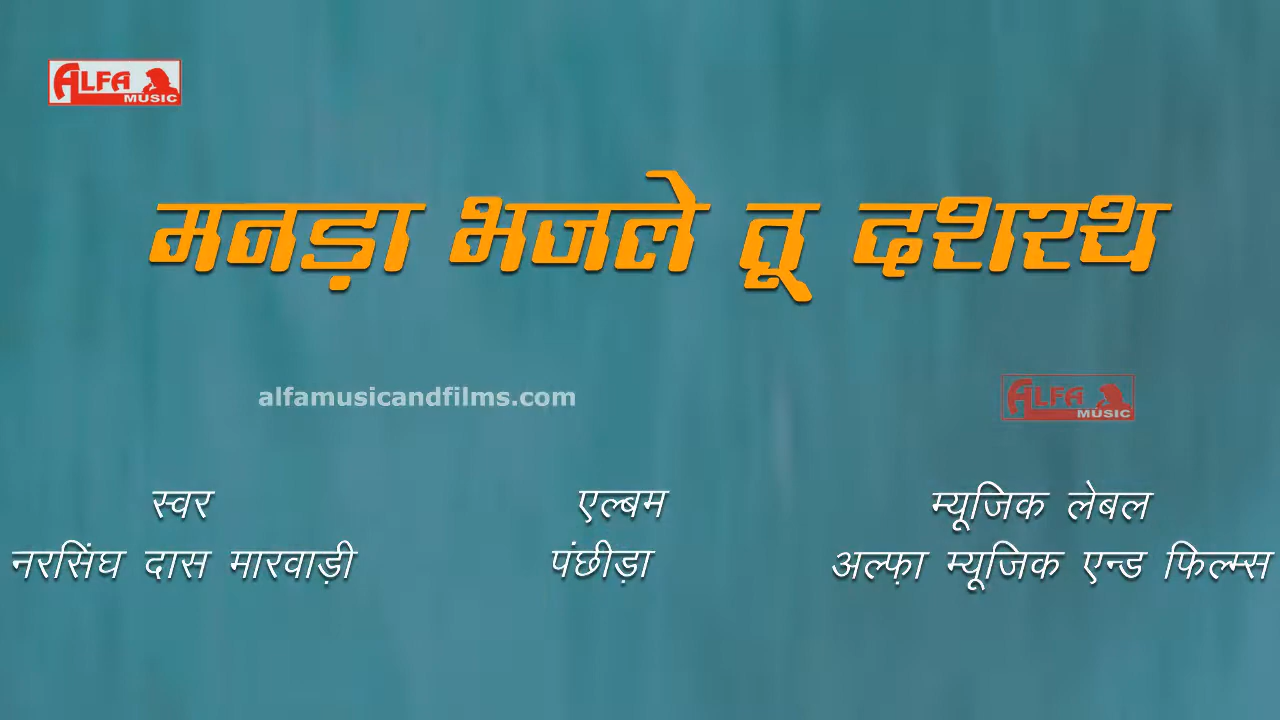 ALFA
MUSIC
मनड़ा भजले तू दशरथ
alfamusicandfilms.com
ALFA
MUSIC
स्वर एल्बम म्यूजिक लेबल
नरसिंघ दास मारवाड़ी पंछीड़ा अल्फ़ा म्यूजिक एन्ड फिल्म्स